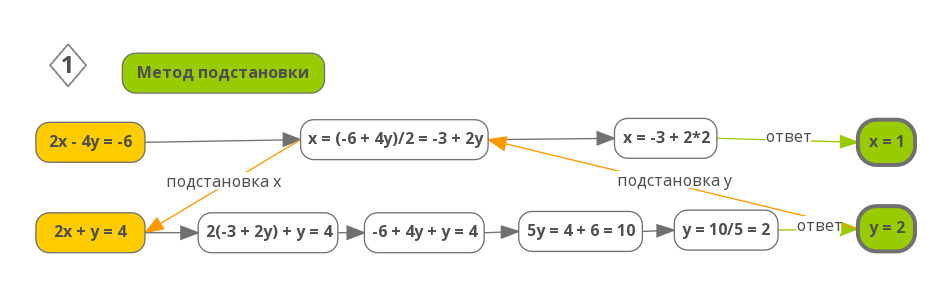 1
Метод подстановки
2x - 4y = -6
x = (-6 + 4y)/2 = -3 + 2y
x = -3 + 2*2
ответ
x = 1
подстановка x
подстановка y
2x + y = 4
2(-3 + 2y) + y = 4
-6 + 4y + y = 4
5y = 4 + 6 = 10
y = 10/5 = 2
ответ
y = 2